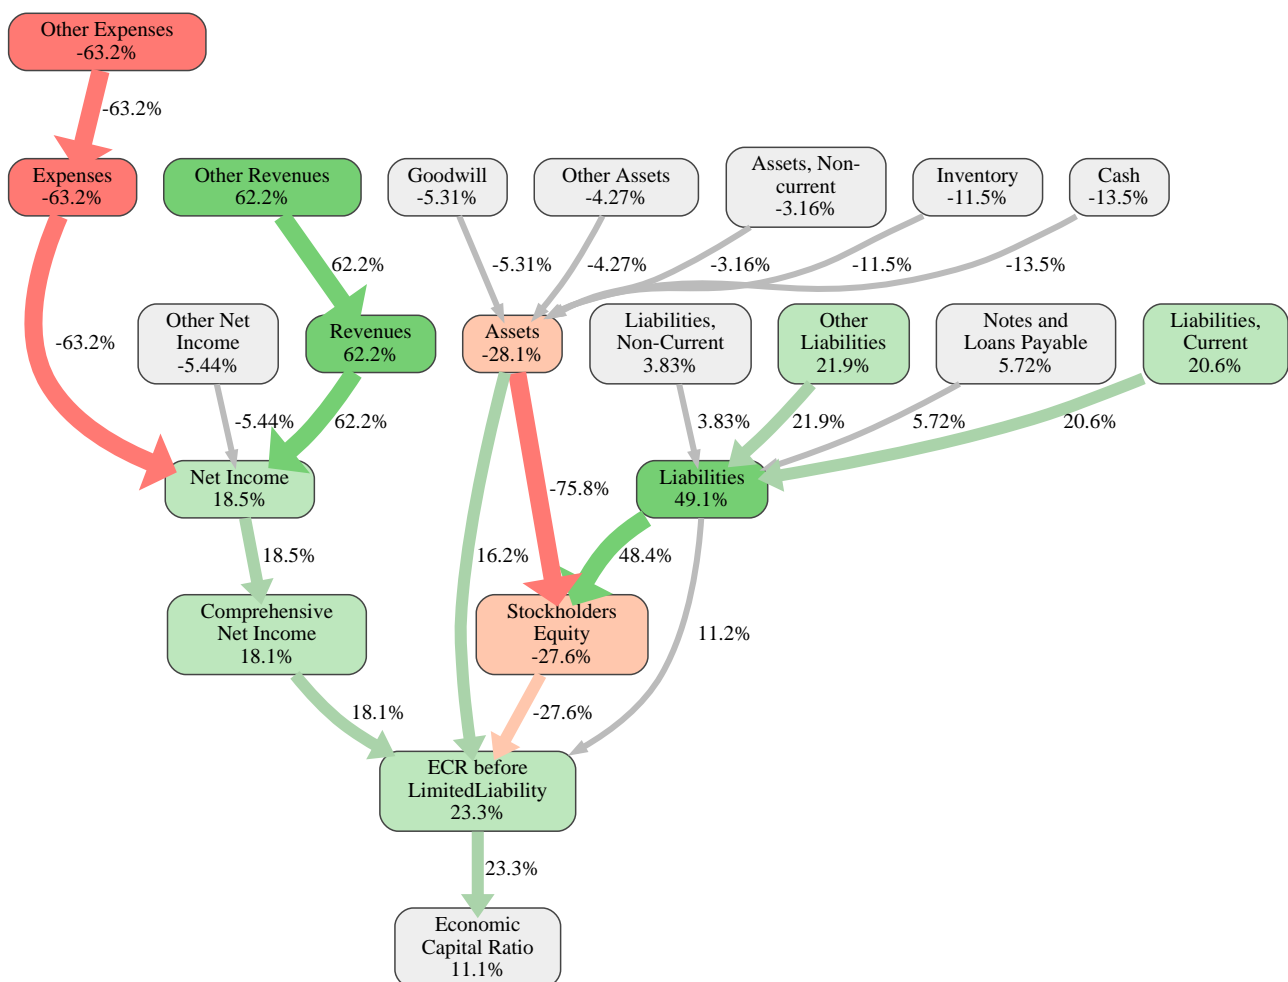 Other Expenses
-63.2%
-63.2%
Expenses
-63.2%
Other Revenues
62.2%
Goodwill
-5.31%
Other Assets
-4.27%
Assets, Non-
current
-3.16%
Inventory
-11.5%
Cash
-13.5%
62.2%
-5.31%
-4.27%
-3.16%
-11.5%
-13.5%
-63.2%
Other Net
Income
-5.44%
Revenues
62.2%
Assets
-28.1%
Liabilities,
Non-Current
3.83%
Other
Liabilities
21.9%
Notes and
Loans Payable
5.72%
Liabilities,
Current
20.6%
-5.44%
62.2%
3.83%
21.9%
5.72%
20.6%
Net Income
18.5%
-75.8%
Liabilities
49.1%
18.5%
16.2%
48.4%
Comprehensive
Net Income
18.1%
Stockholders
Equity
-27.6%
11.2%
18.1%
-27.6%
ECR before
LimitedLiability
23.3%
23.3%
Economic
Capital Ratio
11.1%